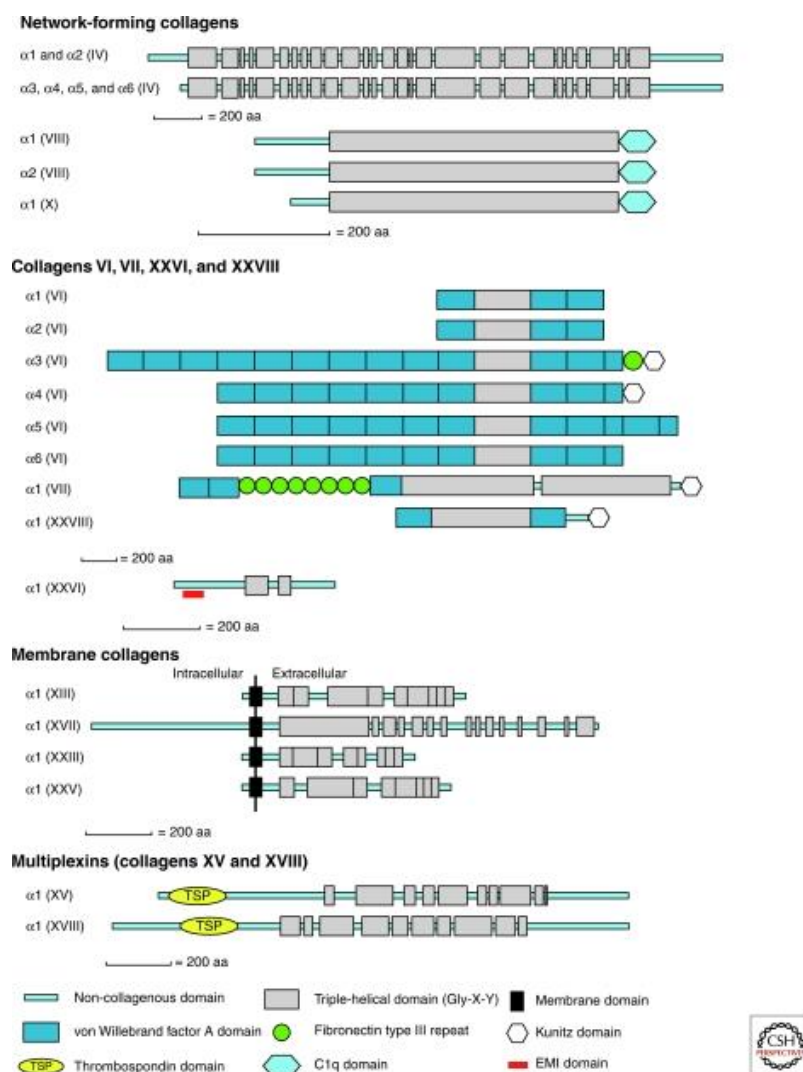 Network-forming collagens
α1 and α2 (IV)
α3, α4, α5, and α6 (IV)
= 200 aa
α1 (VIII)
α2 (VIII)
α1 (X)
= 200 aa
Collagens VI, VII, XXVI, and XXVIII
α1 (VI)
α2 (VI)
α3 (VI)
α4 (VI)
α5 (VI)
α6 (VI)
α1 (VII)
α1 (XXVIII)
= 200 aa
α1 (XXVI)
= 200 aa
Membrane collagens
Intracellular Extracellular
α1 (XIII)
α1 (XVII)
α1 (XXIII)
α1 (XXV)
= 200 aa
Multiplexins (collagens XV and XVIII)
α1 (XV) TSP
α1 (XVIII) TSP
= 200 aa
Non-collagenous domain Triple-helical domain (Gly-X-Y) Membrane domain
von Willebrand factor A domain Fibronectin type III repeat Kunitz domain
TSP Thrombospondin domain C1q domain EMI domain
CSH
PERSPECTIVES